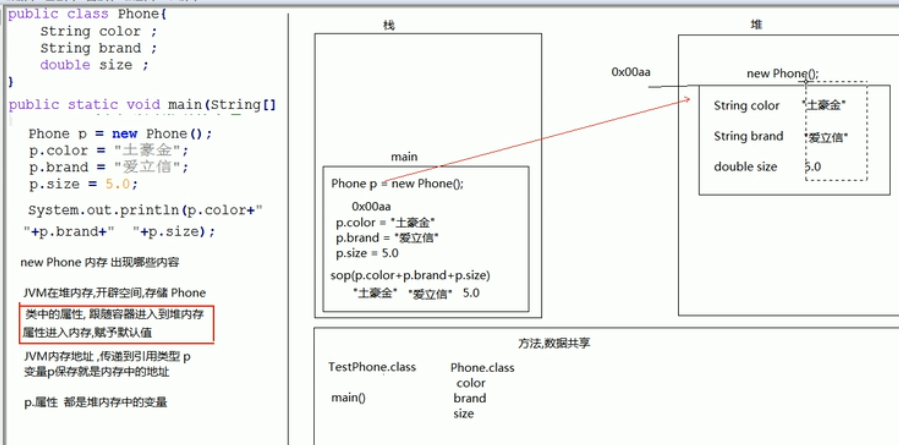 public class Phone{
String color ;
String brand ;
double size ;
}
public static void main(String[]
Phone p = new Phone();
p.color = "土豪金";
p.brand = "爱立信";
p.size = 5.0;
System.out.println(p.color+"
"+p.brand+" "+p.size);
new Phone 内存 出现哪些内容
JVM在堆内存,开辟空间,存储 Phone
类中的属性, 跟随容器进入到堆内存
属性进入内存,赋予默认值
JVM内存地址 ,传递到引用类型 p
变量p保存就是内存中的地址
p.属性 都是堆内存中的变量
栈
main
Phone p = new Phone();
0x00aa
p.color = "土豪金"
p.brand = "爱立信"
p.size = 5.0
sop(p.color+p.brand+p.size)
"土豪金" "爱立信" 5.0
堆
0x00aa
new Phone();
String color "土豪金"
String brand "爱立信"
double size 5.0
方法,数据共享
TestPhone.class Phone.class
color
main() brand
size